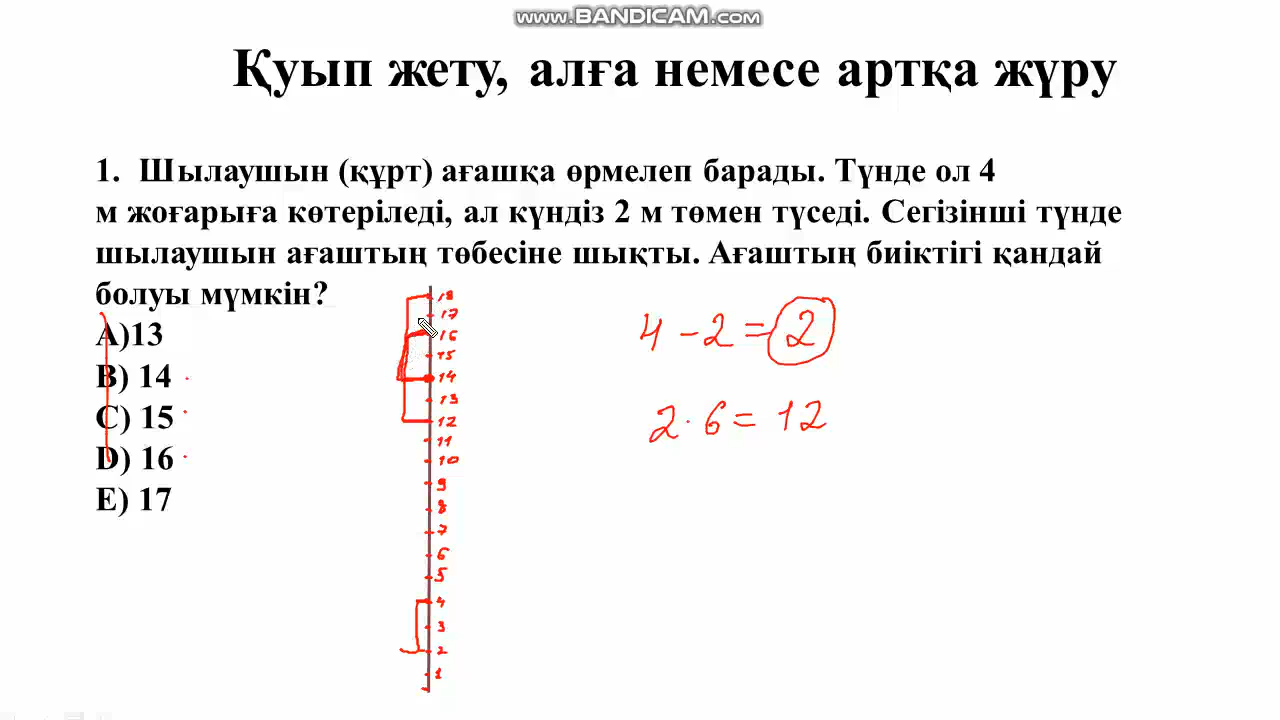 www.BANDICAM.com
Қуып жету, алға немесе артқа жүру
1. Шылаушын (құрт) ағашқа өрмелеп барады. Түнде ол 4
м жоғарыға көтеріледі, ал күндіз 2 м төмен түседі. Сегізінші түнде
шылаушын ағаштың төбесіне шықты. Ағаштың биіктігі қандай
болуы мүмкін?
A)13
B) 14
C) 15
D) 16
E) 17
18
17
16
15
14
13
12
11
10
9
8
7
6
5
4
3
2
1
4 - 2 = 2
2 · 6 = 12